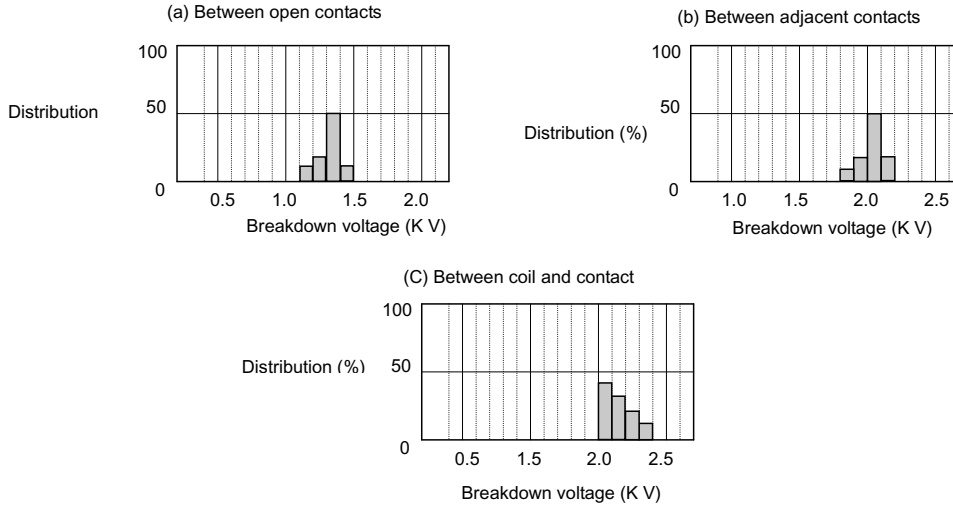 (a) Between open contacts
100
50
0
Distribution
0.5 1.0 1.5 2.0
Breakdown voltage (K V)
(b) Between adjacent contacts
100
50
0
Distribution (%)
1.0 1.5 2.0 2.5
Breakdown voltage (K V)
(C) Between coil and contact
100
50
0
Distribution (%)
0.5 1.5 2.0 2.5
Breakdown voltage (K V)